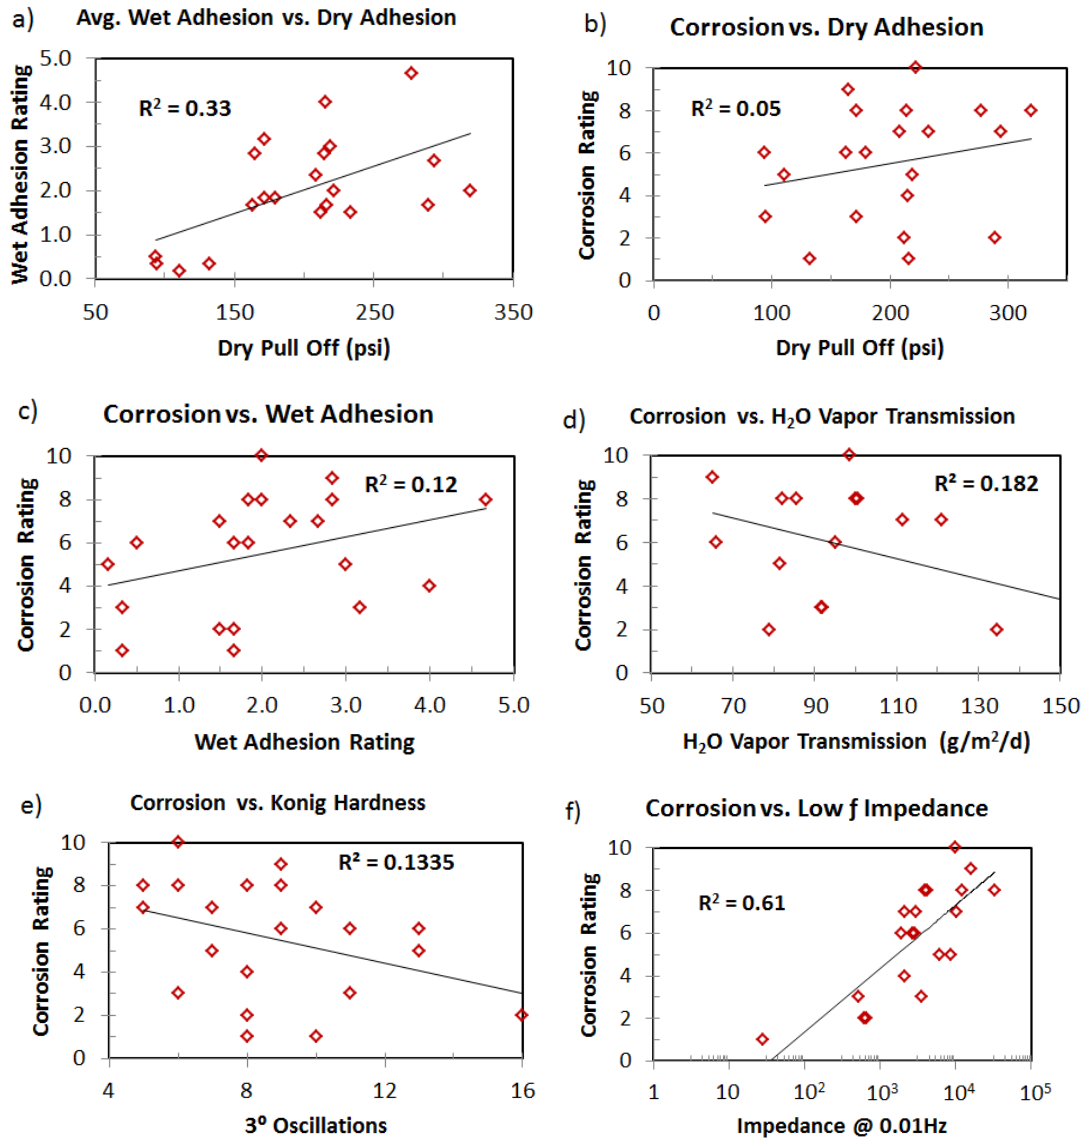 a) Avg. Wet Adhesion vs. Dry Adhesion
Wet Adhesion Rating
5.0
4.0
3.0
2.0
1.0
0.0
R² = 0.33
50 150 250 350
Dry Pull Off (psi)
b) Corrosion vs. Dry Adhesion
Corrosion Rating
10
8
6
4
2
0
R² = 0.05
0 100 200 300
Dry Pull Off (psi)
c) Corrosion vs. Wet Adhesion
Corrosion Rating
10
8
6
4
2
0
R² = 0.12
0.0 1.0 2.0 3.0 4.0 5.0
Wet Adhesion Rating
d) Corrosion vs. H₂O Vapor Transmission
Corrosion Rating
10
8
6
4
2
0
R² = 0.182
50 70 90 110 130 150
H₂O Vapor Transmission (g/m²/d)
e) Corrosion vs. Konig Hardness
Corrosion Rating
10
8
6
4
2
0
R² = 0.1335
4 8 12 16
3º Oscillations
f) Corrosion vs. Low ƒ Impedance
Corrosion Rating
10
8
6
4
2
0
R² = 0.61
1 10 10² 10³ 10⁴ 10⁵
Impedance @ 0.01Hz